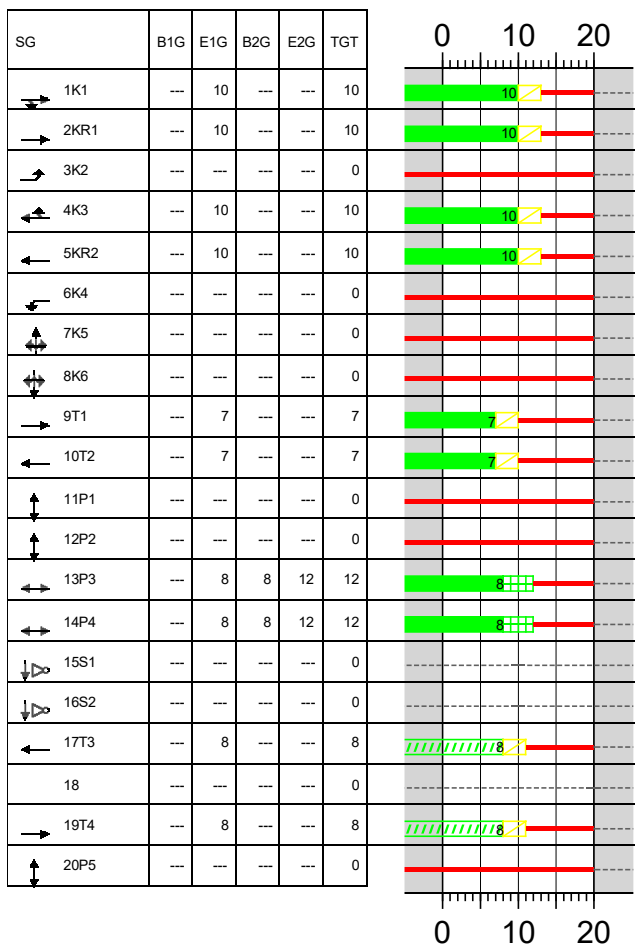 SG B1G E1G B2G E2G TGT 0 10 20
1K1 --- 10 --- --- 10 10
2KR1 --- 10 --- --- 10 10
3K2 --- --- --- --- 0
4K3 --- 10 --- --- 10 10
5KR2 --- 10 --- --- 10 10
6K4 --- --- --- --- 0
7K5 --- --- --- --- 0
8K6 --- --- --- --- 0
9T1 --- 7 --- --- 7 7
10T2 --- 7 --- --- 7 7
11P1 --- --- --- --- 0
12P2 --- --- --- --- 0
13P3 --- 8 8 12 12 8
14P4 --- 8 8 12 12 8
15S1 --- --- --- --- 0
16S2 --- --- --- --- 0
17T3 --- 8 --- --- 8 8
18 --- --- --- --- 0
19T4 --- 8 --- --- 8 8
20P5 --- --- --- --- 0
0 10 20